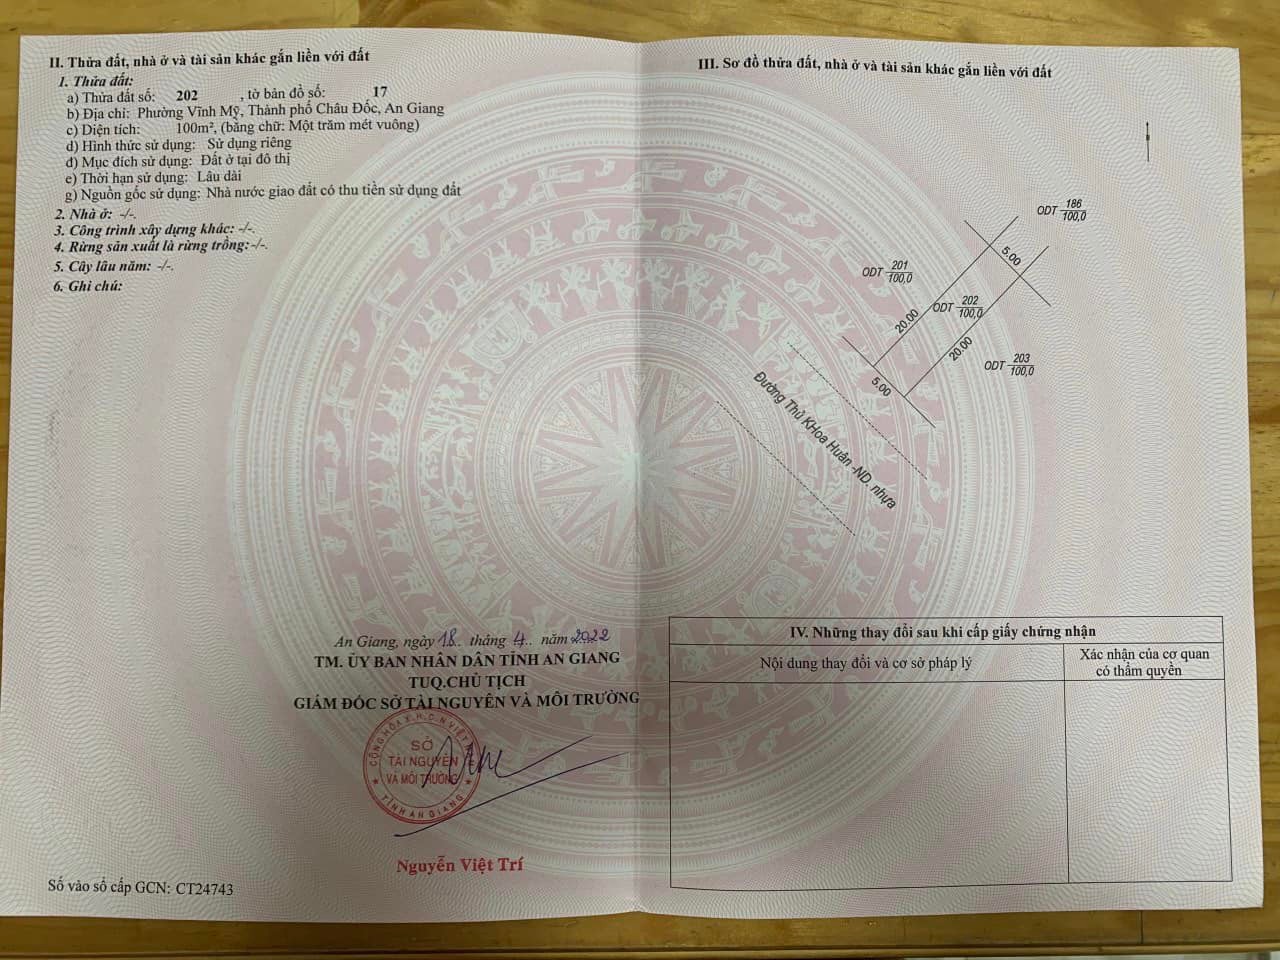 II. Thửa đất, nhà ở và tài sản khác gắn liền với đất
1. Thửa đất:
a) Thửa đất số: 202 , tờ bản đồ số: 17
b) Địa chỉ: Phường Vĩnh Mỹ, Thành phố Châu Đốc, An Giang
c) Diện tích: 100m², (bằng chữ: Một trăm mét vuông)
d) Hình thức sử dụng: Sử dụng riêng
đ) Mục đích sử dụng: Đất ở tại đô thị
e) Thời hạn sử dụng: Lâu dài
g) Nguồn gốc sử dụng: Nhà nước giao đất có thu tiền sử dụng đất
2. Nhà ở: -/-.
3. Công trình xây dựng khác: -/-.
4. Rừng sản xuất là rừng trồng: -/-.
5. Cây lâu năm: -/-.
6. Ghi chú:
An Giang, ngày 18.. tháng 4.. năm 2022
TM. ỦY BAN NHÂN DÂN TỈNH AN GIANG
TUQ.CHỦ TỊCH
GIÁM ĐỐC SỞ TÀI NGUYÊN VÀ MÔI TRƯỜNG
CỘNG HÒA X.H.C.N VIỆT NAM
SỞ
TÀI NGUYÊN
VÀ MÔI TRƯỜNG
TỈNH AN GIANG
Nguyễn Việt Trí
Số vào sổ cấp GCN: CT24743
III. Sơ đồ thửa đất, nhà ở và tài sản khác gắn liền với đất
ODT 186
100,0
5.00
ODT 201
100,0
ODT 202
100,0
20.00
20.00
ODT 203
100,0
5.00
Đường Thủ KHoa Huân -NĐ. nhựa
IV. Những thay đổi sau khi cấp giấy chứng nhận
Nội dung thay đổi và cơ sở pháp lý
Xác nhận của cơ quan
có thẩm quyền